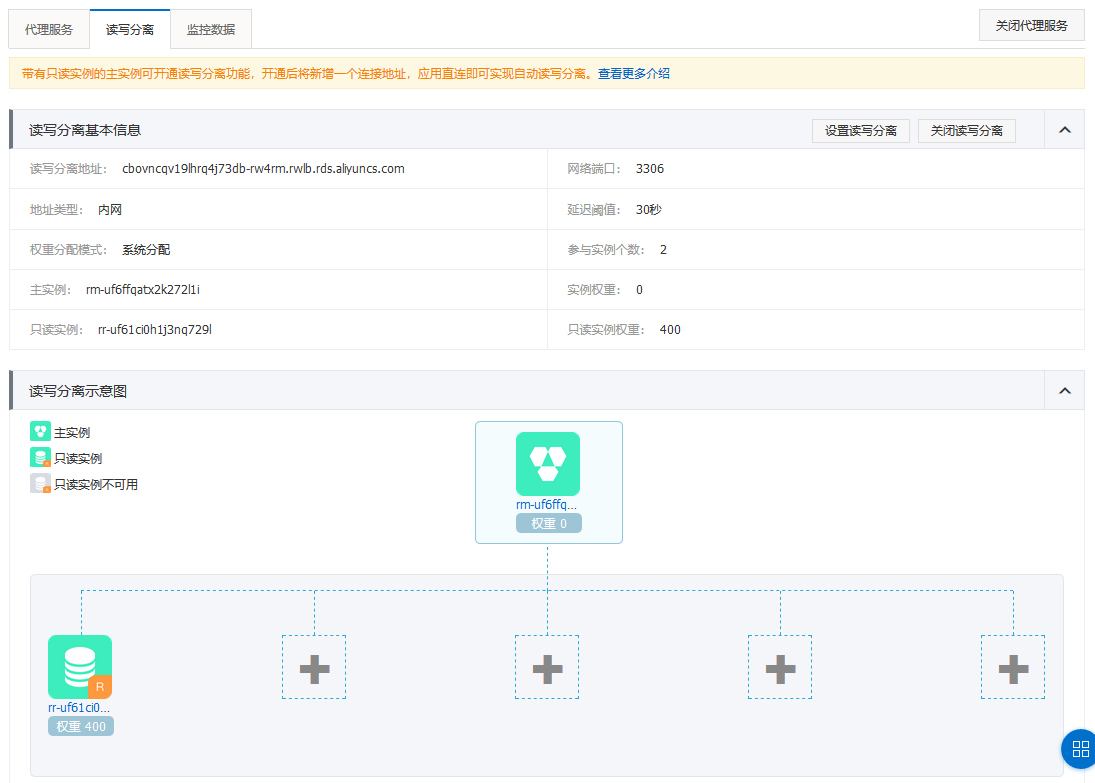 代理服务 读写分离 监控数据 关闭代理服务
带有只读实例的主实例可开通读写分离功能，开通后将新增一个连接地址，应用直连即可实现自动读写分离。查看更多介绍
读写分离基本信息 设置读写分离 关闭读写分离
读写分离地址： cbovncqv19lhrq4j73db-rw4rm.rwlb.rds.aliyuncs.com 网络端口： 3306
地址类型： 内网 延迟阈值： 30秒
权重分配模式： 系统分配 参与实例个数： 2
主实例： rm-uf6ffqatx2k272l1i 实例权重： 0
只读实例： rr-uf61ci0h1j3nq729l 只读实例权重： 400
读写分离示意图
主实例
只读实例
只读实例不可用
rm-uf6ffq...
权重 0
R
rr-uf61ci0...
权重 400